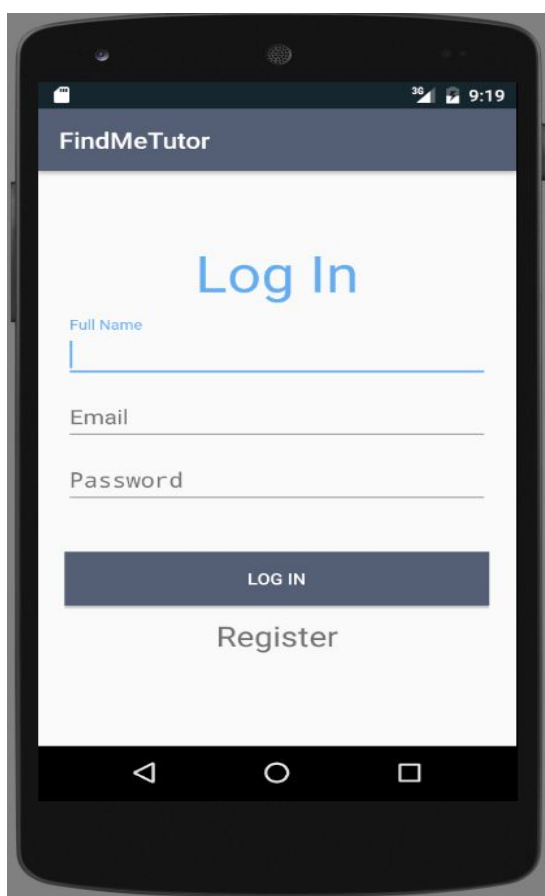 3G 9:19
FindMeTutor
Log In
Full Name
Email
Password
LOG IN
Register